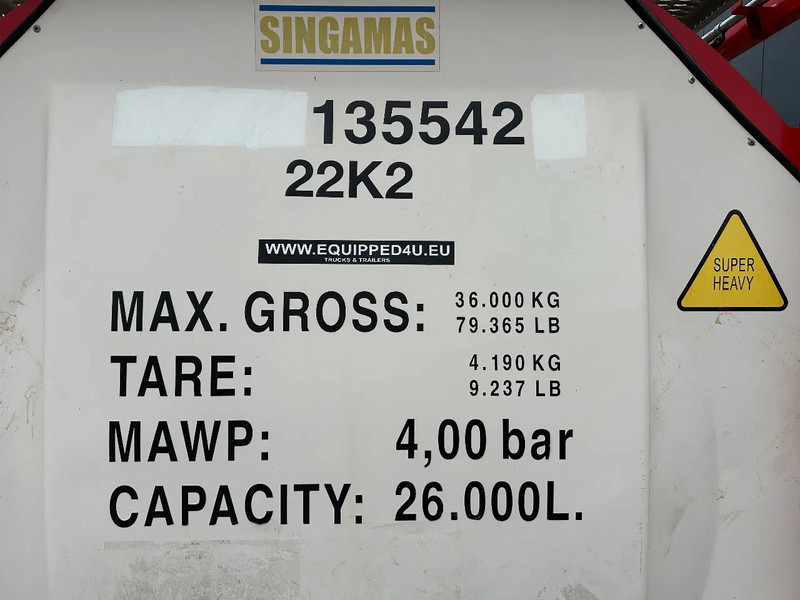 SINGAMAS
135542
22K2
WWW.EQUIPPED4U.EU
TRUCKS & TRAILERS
SUPER
HEAVY
MAX. GROSS: 36.000 KG
79.365 LB
TARE: 4.190 KG
9.237 LB
MAWP: 4,00 bar
CAPACITY: 26.000L.